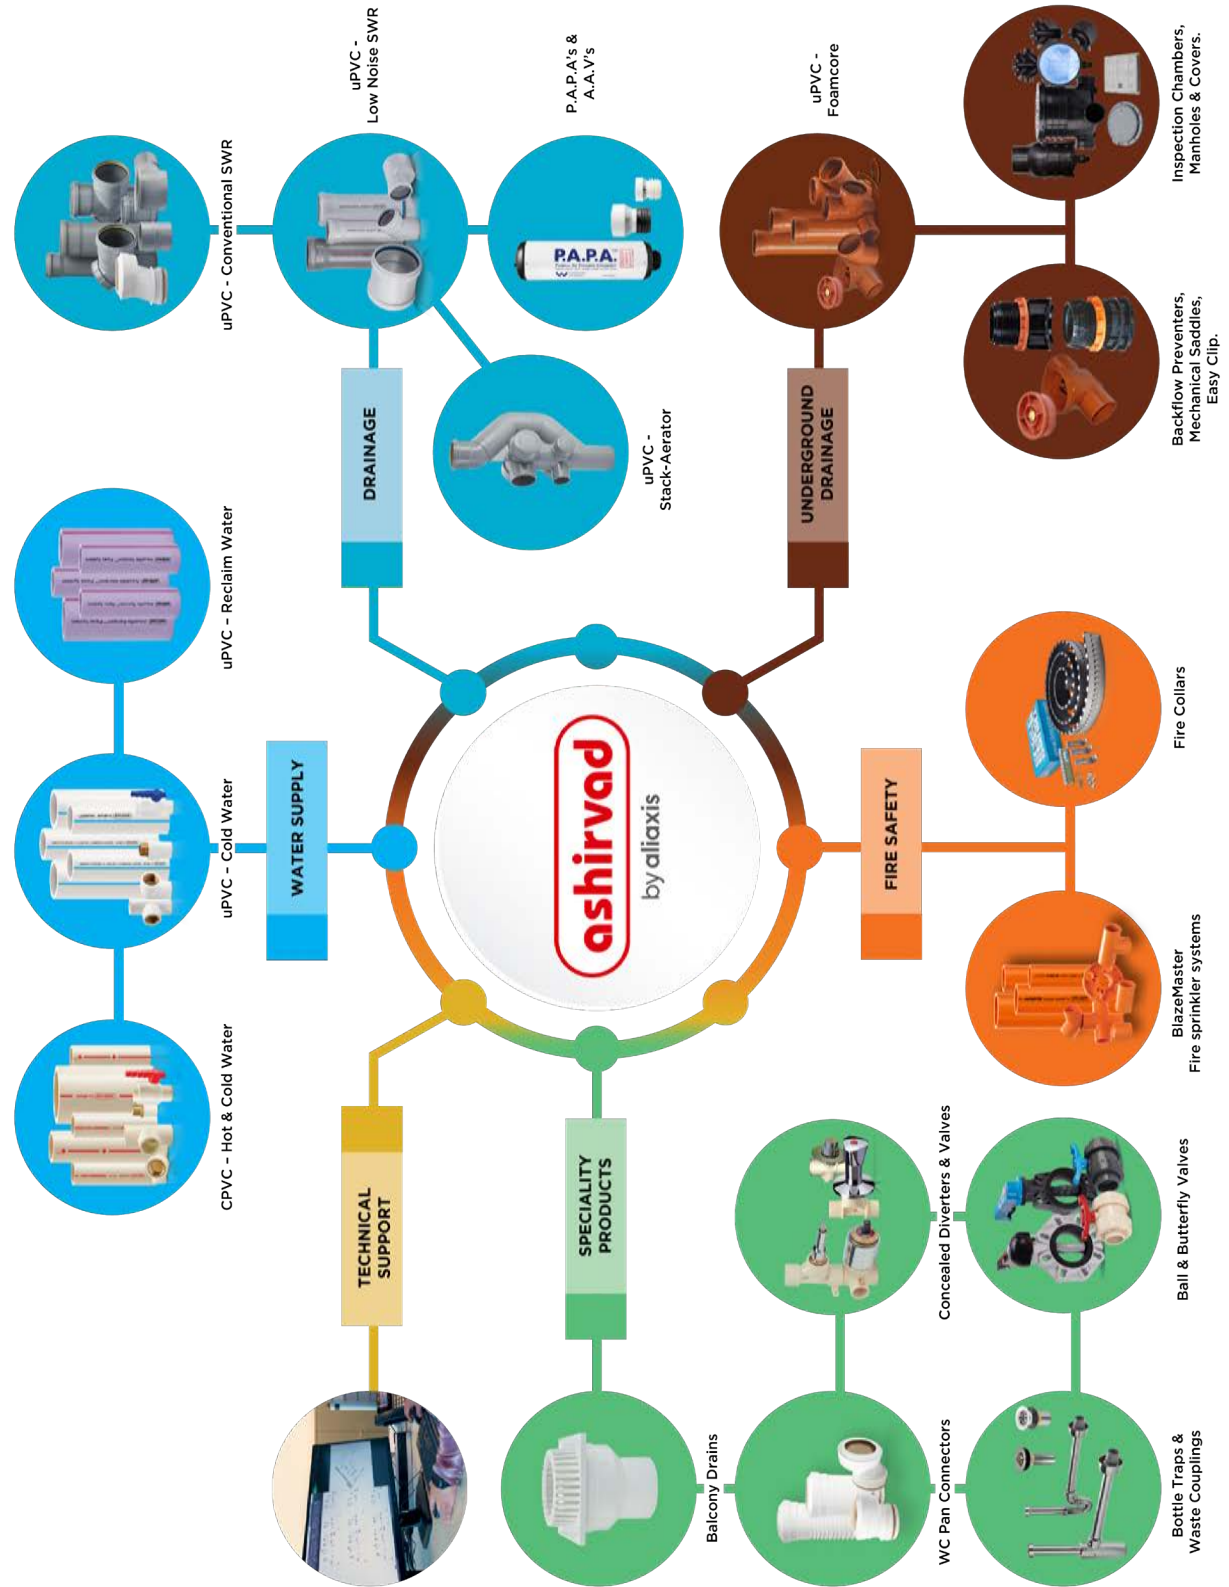 CPVC – Hot & Cold Water
uPVC – Cold Water
uPVC – Reclaim Water
uPVC - Conventional SWR
WATER SUPPLY
TECHNICAL
SUPPORT
DRAINAGE
uPVC -
Low Noise SWR
P.A.P.A's &
A.A.V's
P.A.P.A.
uPVC -
Stack-Aerator
ashirvad
by aliaxis
SPECIALITY
PRODUCTS
Balcony Drains
WC Pan Connectors
Concealed Diverters & Valves
Bottle Traps &
Waste Couplings
Ball & Butterfly Valves
FIRE SAFETY
BlazeMaster
Fire sprinkler systems
Fire Collars
UNDERGROUND
DRAINAGE
uPVC -
Foamcore
Backflow Preventers,
Mechanical Saddles,
Easy Clip.
Inspection Chambers,
Manholes & Covers.